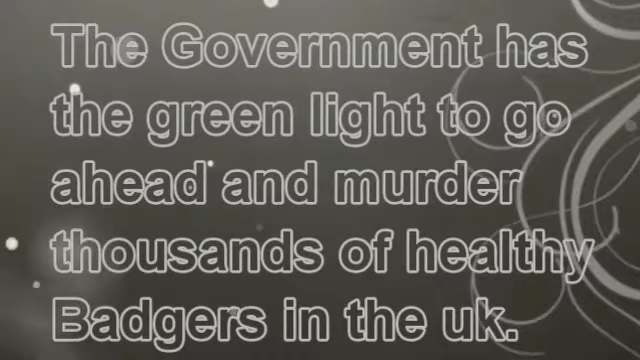 The Government has
the green light to go
ahead and murder
thousands of healthy
Badgers in the uk.